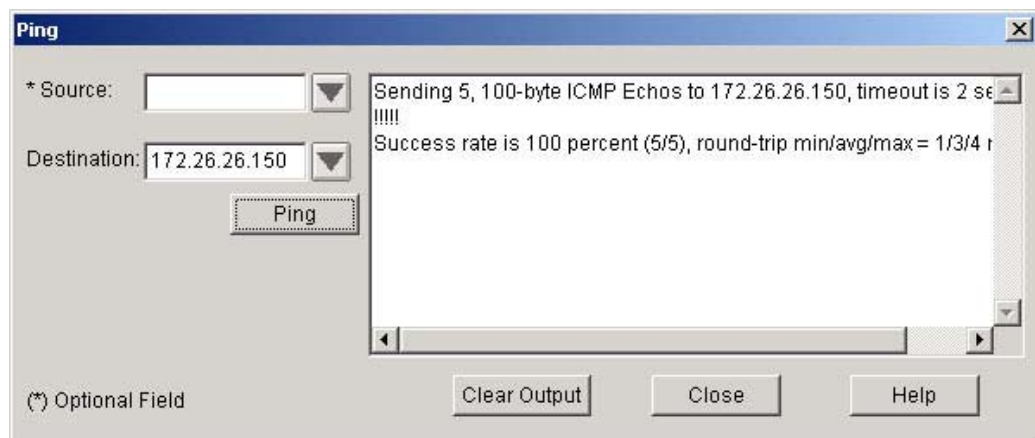 Ping
* Source:
Destination: 172.26.26.150
Ping
Sending 5, 100-byte ICMP Echos to 172.26.26.150, timeout is 2 se
!!!!!
Success rate is 100 percent (5/5), round-trip min/avg/max = 1/3/4
(*) Optional Field
Clear Output
Close
Help